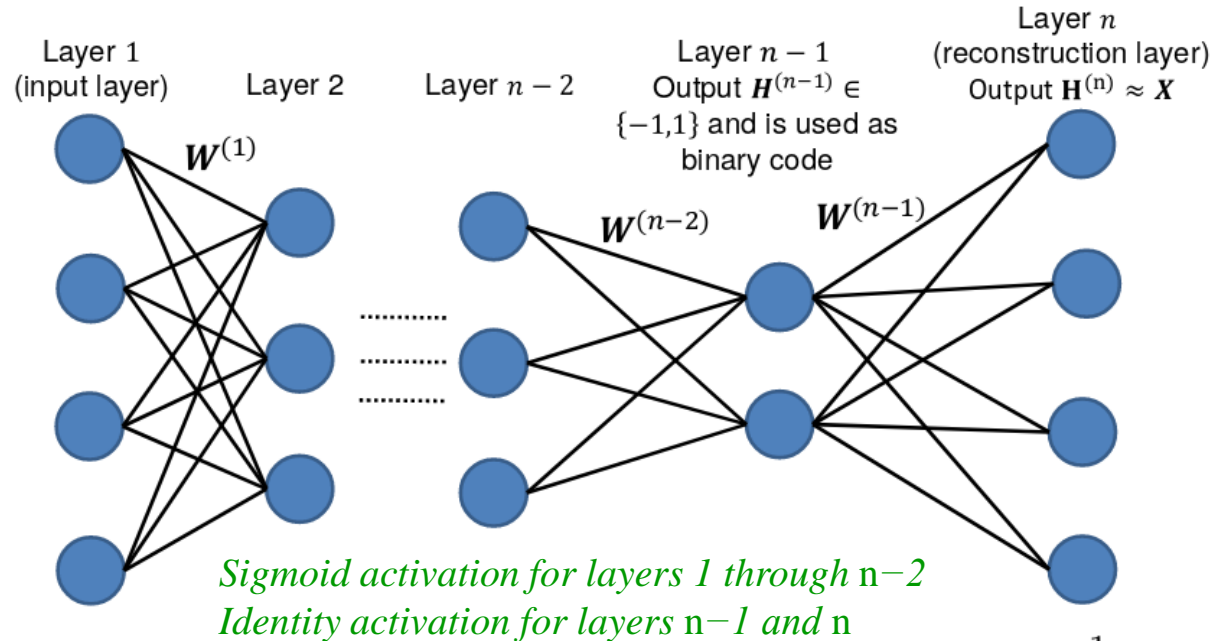 Layer 1
(input layer)
Layer 2
Layer n − 2
Layer n − 1
Output H^(n−1) ∈
{−1,1} and is used as
binary code
Layer n
(reconstruction layer)
Output H^(n) ≈ X
W^(1)
W^(n−2)
W^(n−1)
Sigmoid activation for layers 1 through n−2
Identity activation for layers n−1 and n